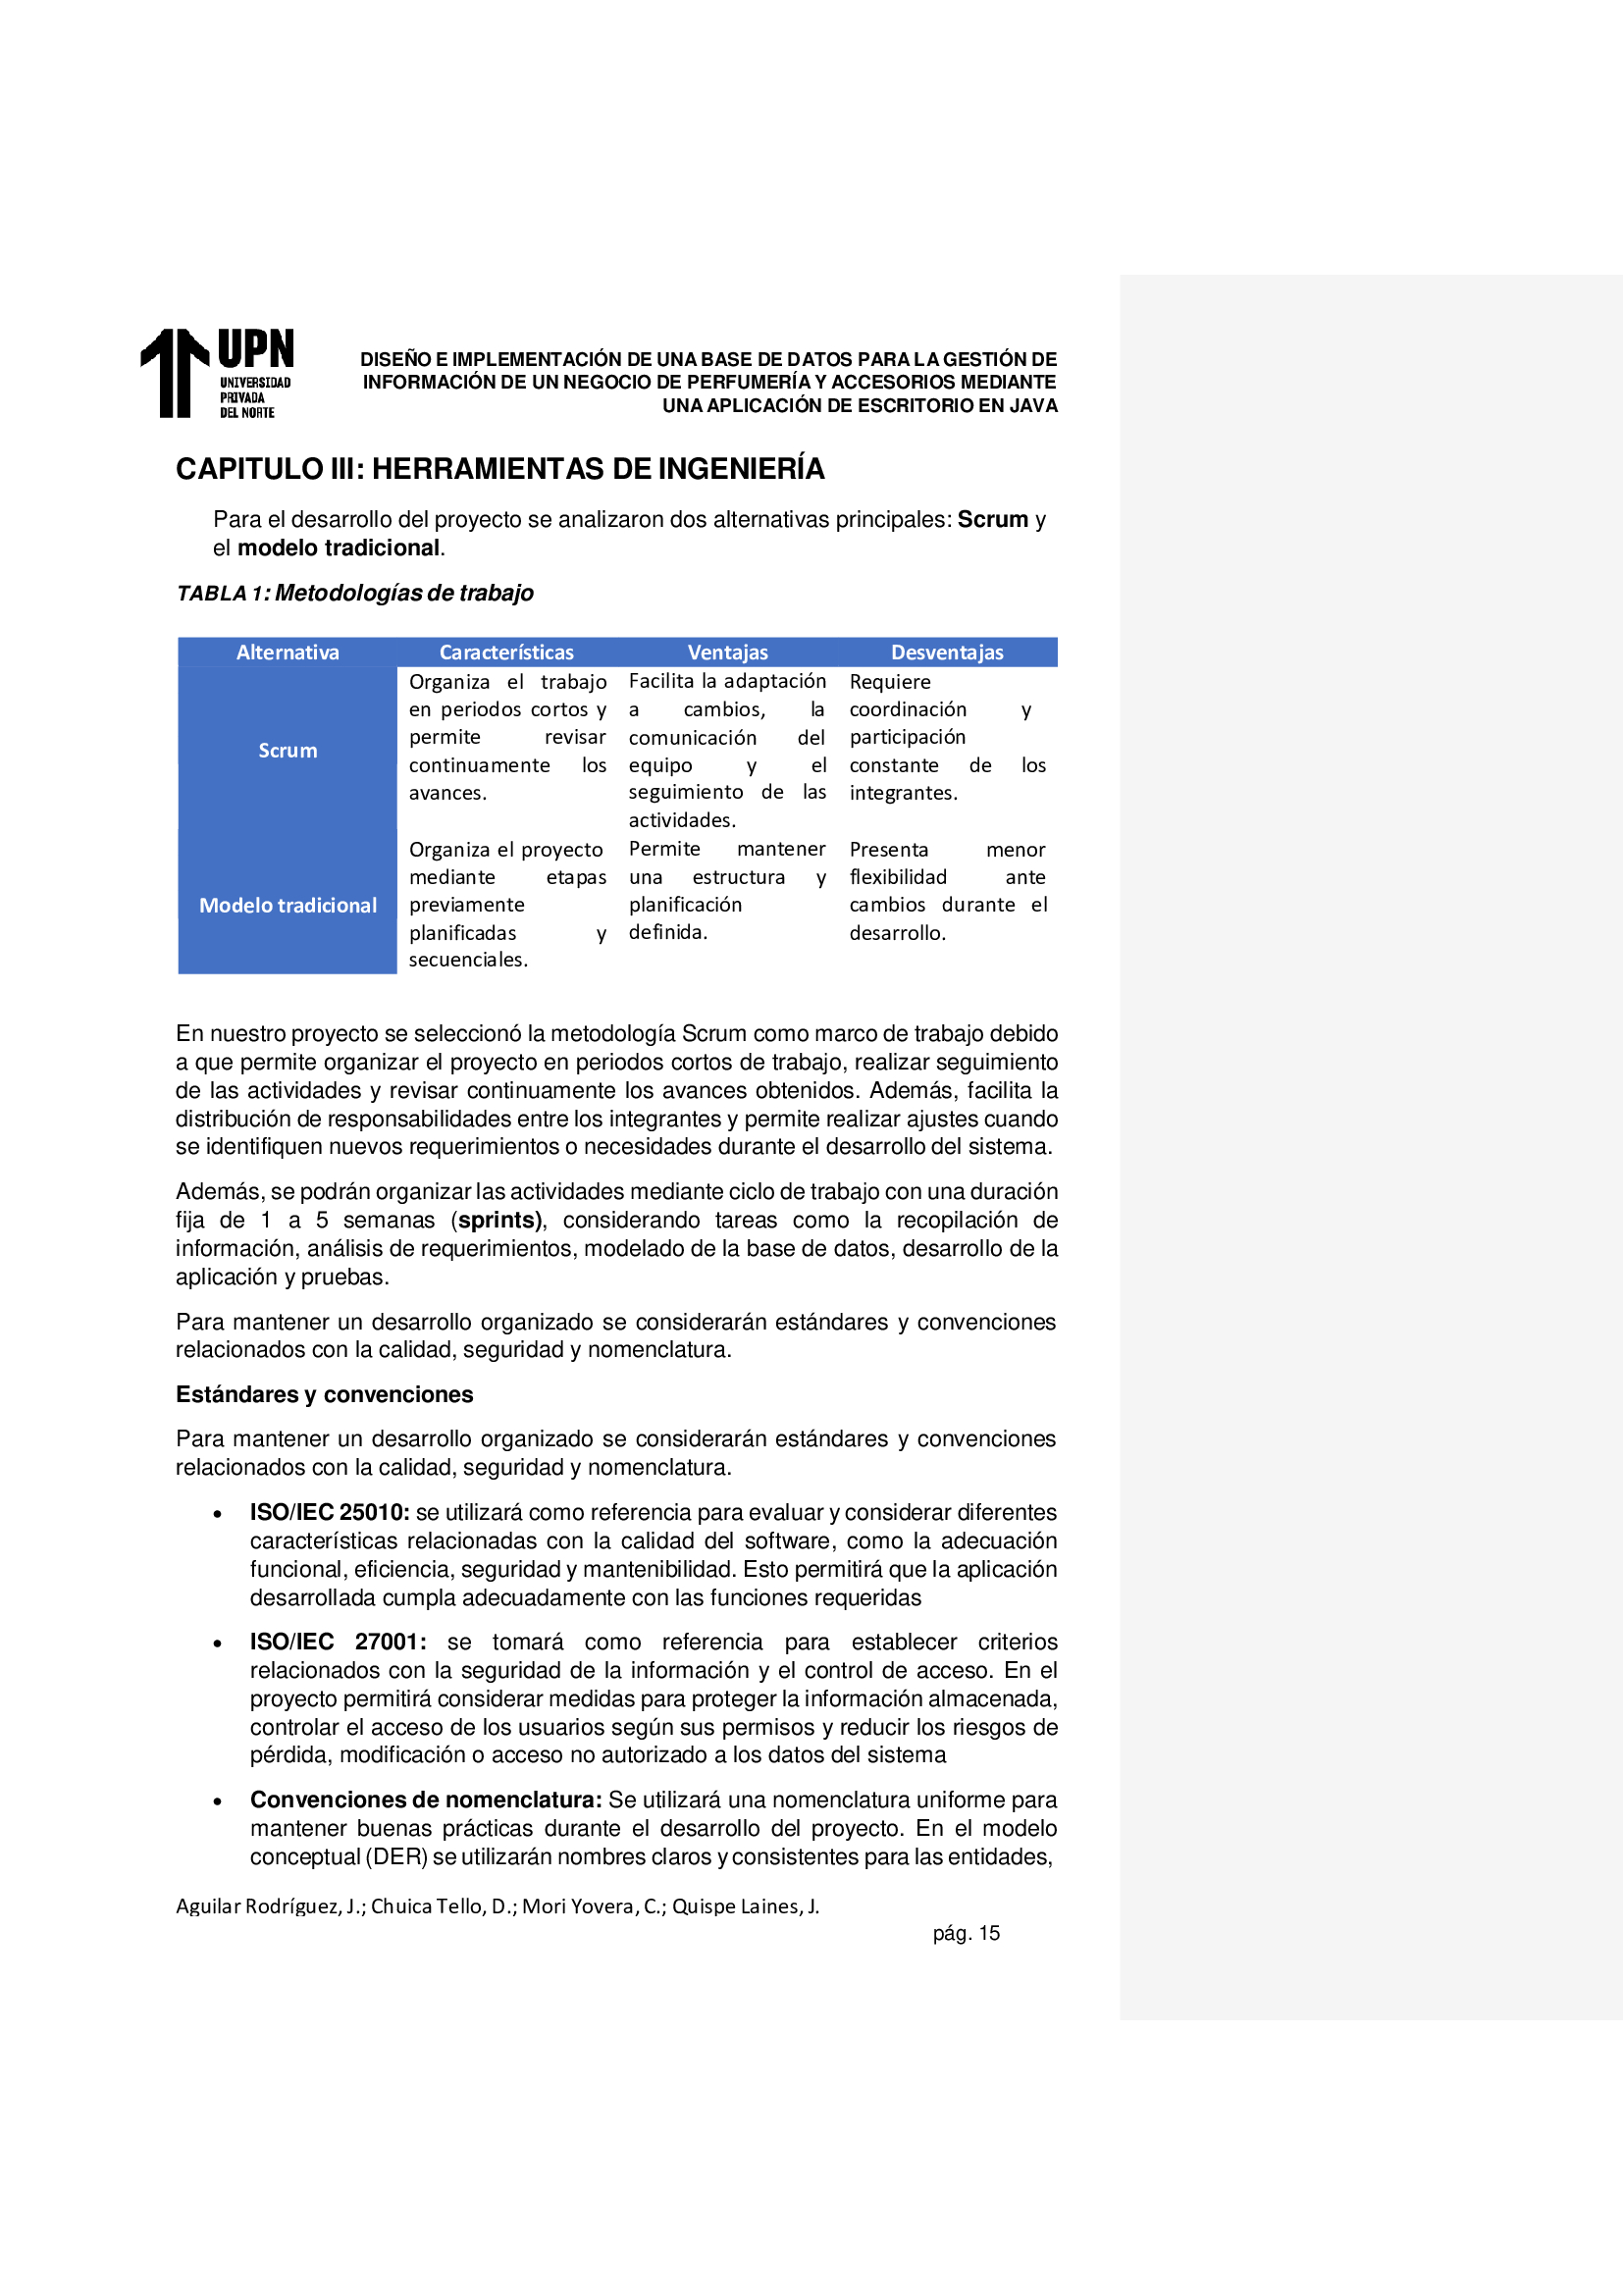 UPN
UNIVERSIDAD
PRIVADA
DEL NORTE
DISEÑO E IMPLEMENTACIÓN DE UNA BASE DE DATOS PARA LA GESTIÓN DE
INFORMACIÓN DE UN NEGOCIO DE PERFUMERÍA Y ACCESORIOS MEDIANTE
UNA APLICACIÓN DE ESCRITORIO EN JAVA
CAPITULO III: HERRAMIENTAS DE INGENIERÍA
Para el desarrollo del proyecto se analizaron dos alternativas principales: Scrum y
el modelo tradicional.
TABLA 1: Metodologías de trabajo
Alternativa Características Ventajas Desventajas
Scrum
Organiza el trabajo
en periodos cortos y
permite revisar
continuamente los
avances.
Facilita la adaptación
a cambios, la
comunicación del
equipo y el
seguimiento de las
actividades.
Requiere
coordinación y
participación
constante de los
integrantes.
Modelo tradicional
Organiza el proyecto
mediante etapas
previamente
planificadas y
secuenciales.
Permite mantener
una estructura y
planificación
definida.
Presenta menor
flexibilidad ante
cambios durante el
desarrollo.
En nuestro proyecto se seleccionó la metodología Scrum como marco de trabajo debido
a que permite organizar el proyecto en periodos cortos de trabajo, realizar seguimiento
de las actividades y revisar continuamente los avances obtenidos. Además, facilita la
distribución de responsabilidades entre los integrantes y permite realizar ajustes cuando
se identifiquen nuevos requerimientos o necesidades durante el desarrollo del sistema.
Además, se podrán organizar las actividades mediante ciclo de trabajo con una duración
fija de 1 a 5 semanas (sprints), considerando tareas como la recopilación de
información, análisis de requerimientos, modelado de la base de datos, desarrollo de la
aplicación y pruebas.
Para mantener un desarrollo organizado se considerarán estándares y convenciones
relacionados con la calidad, seguridad y nomenclatura.
Estándares y convenciones
Para mantener un desarrollo organizado se considerarán estándares y convenciones
relacionados con la calidad, seguridad y nomenclatura.
• ISO/IEC 25010: se utilizará como referencia para evaluar y considerar diferentes
características relacionadas con la calidad del software, como la adecuación
funcional, eficiencia, seguridad y mantenibilidad. Esto permitirá que la aplicación
desarrollada cumpla adecuadamente con las funciones requeridas
• ISO/IEC 27001: se tomará como referencia para establecer criterios
relacionados con la seguridad de la información y el control de acceso. En el
proyecto permitirá considerar medidas para proteger la información almacenada,
controlar el acceso de los usuarios según sus permisos y reducir los riesgos de
pérdida, modificación o acceso no autorizado a los datos del sistema
• Convenciones de nomenclatura: Se utilizará una nomenclatura uniforme para
mantener buenas prácticas durante el desarrollo del proyecto. En el modelo
conceptual (DER) se utilizarán nombres claros y consistentes para las entidades,
Aguilar Rodríguez, J.; Chuica Tello, D.; Mori Yovera, C.; Quispe Laines, J.
pág. 15